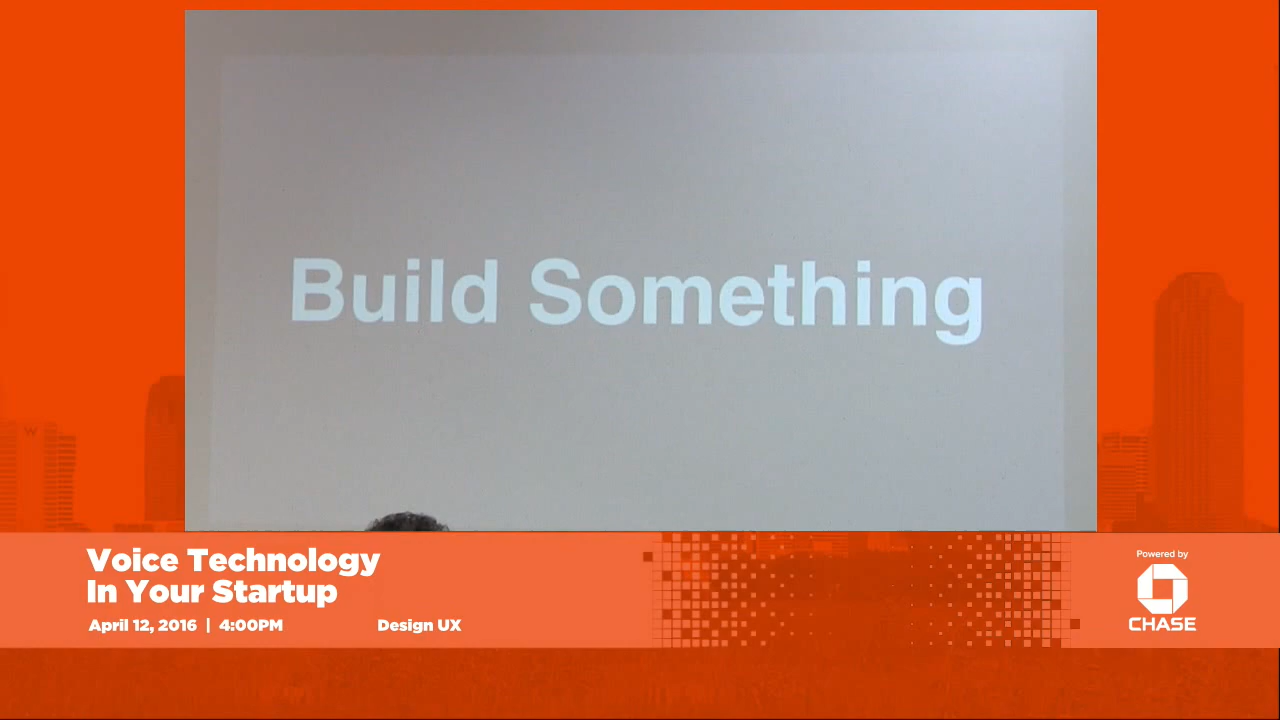 Build Something
Voice Technology
In Your Startup
April 12, 2016 | 4:00PM
Design UX
Powered by
CHASE
W